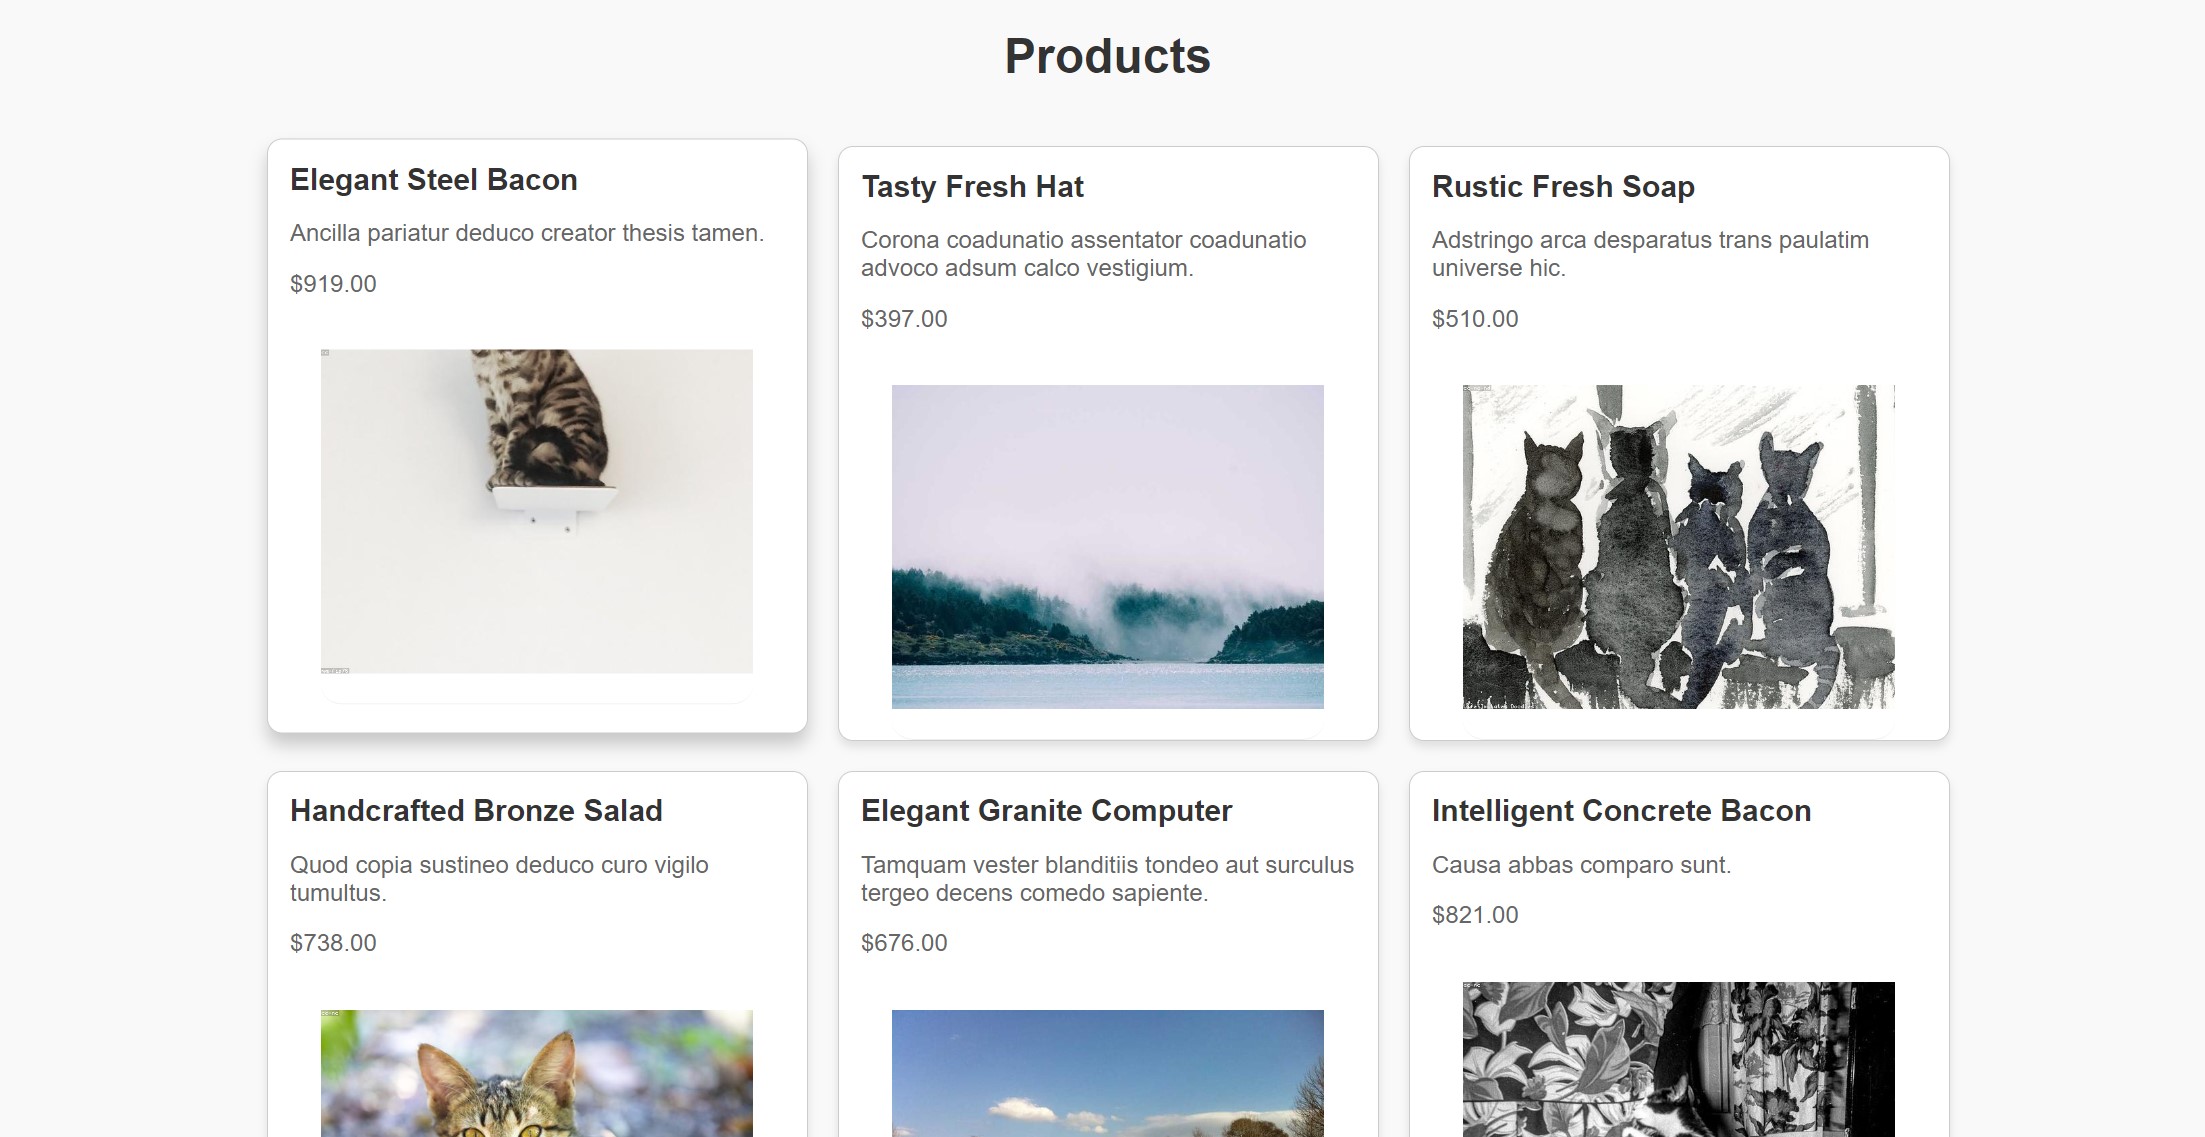 Products
Elegant Steel Bacon
Ancilla pariatur deduco creator thesis tamen.
$919.00
Tasty Fresh Hat
Corona coadunatio assentator coadunatio
advoco adsum calco vestigium.
$397.00
Rustic Fresh Soap
Adstringo arca desparatus trans paulatim
universe hic.
$510.00
Handcrafted Bronze Salad
Quod copia sustineo deduco curo vigilo
tumultus.
$738.00
Elegant Granite Computer
Tamquam vester blanditiis tondeo aut surculus
tergeo decens comedo sapiente.
$676.00
Intelligent Concrete Bacon
Causa abbas comparo sunt.
$821.00